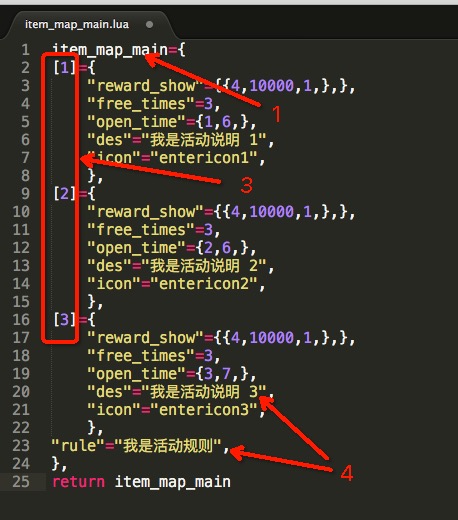 item_map_main.lua
1 item_map_main={
2 [1]={
3 "reward_show"={{4,10000,1,},},
4 "free_times"=3,
5 "open_time"={1,6,},
6 "des"="我是活动说明 1",
7 "icon"="entericon1",
8 },
9 [2]={
10 "reward_show"={{4,10000,1,},},
11 "free_times"=3,
12 "open_time"={2,6,},
13 "des"="我是活动说明 2",
14 "icon"="entericon2",
15 },
16 [3]={
17 "reward_show"={{4,10000,1,},},
18 "free_times"=3,
19 "open_time"={3,7,},
20 "des"="我是活动说明 3",
21 "icon"="entericon3",
22 },
23 "rule"="我是活动规则",
24 },
25 return item_map_main
1
3
4